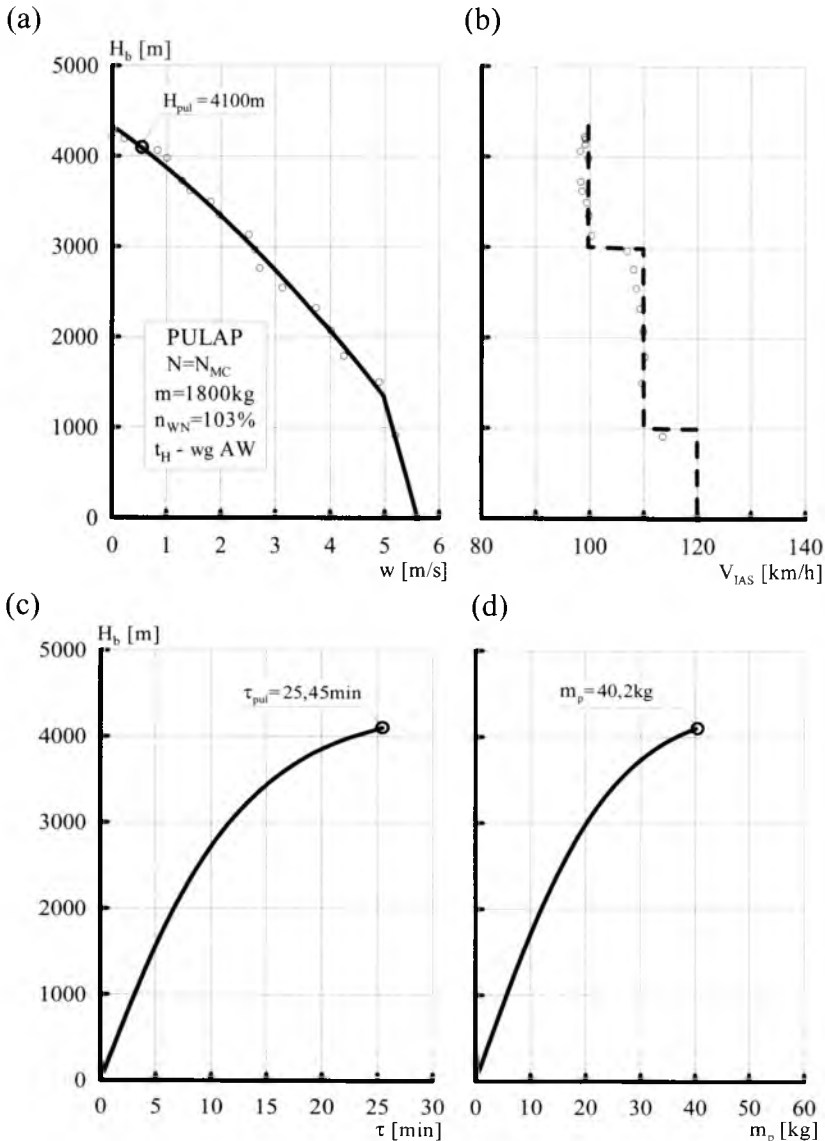 (a)
H_b [m]
5000
H_pul = 4100m
4000
3000
2000
PULAP
N=N_MC
m=1800kg
n_WN=103%
t_H - wg AW
1000
0
0 1 2 3 4 5 6
w [m/s]
(b)
80 100 120 140
V_IAS [km/h]
(c)
H_b [m]
5000
τ_pul=25,45min
4000
3000
2000
1000
0
0 5 10 15 20 25 30
τ [min]
(d)
m_p=40,2kg
0 10 20 30 40 50 60
m_p [kg]